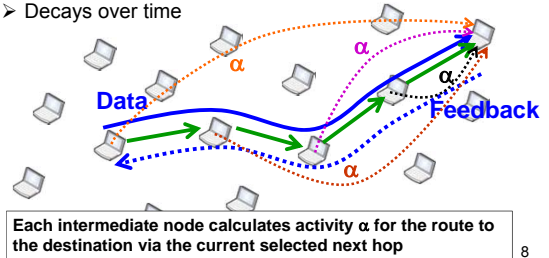 ➢ Decays over time
α
α
α
Data
Feedback
α
Each intermediate node calculates activity α for the route to
the destination via the current selected next hop
8